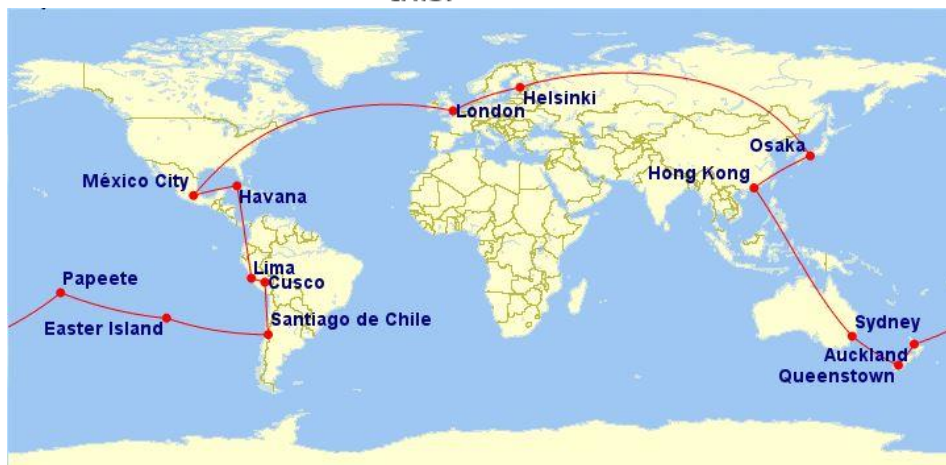 London
Helsinki
Osaka
Hong Kong
México City
Havana
Lima
Cusco
Papeete
Easter Island
Santiago de Chile
Sydney
Auckland
Queenstown